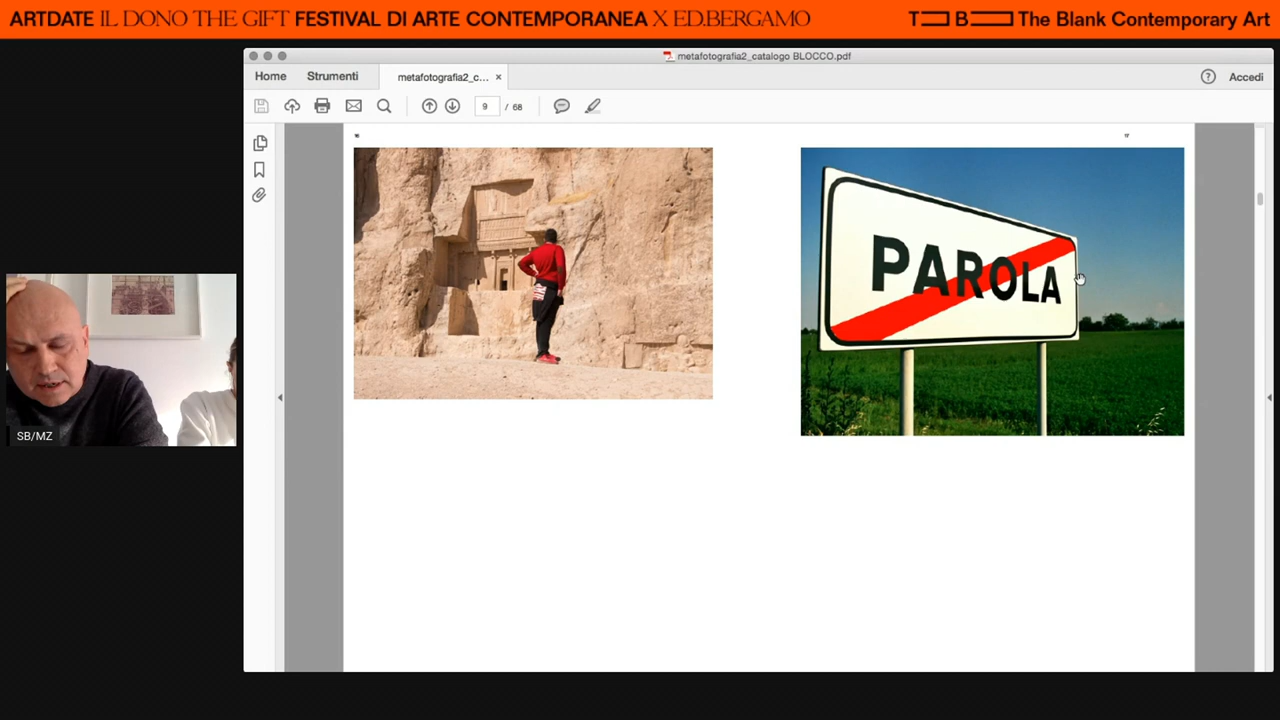 ARTDATE IL DONO THE GIFT FESTIVAL DI ARTE CONTEMPORANEA X ED.BERGAMO
T B The Blank Contemporary Art
metafotografia2_catalogo BLOCCO.pdf
Home Strumenti metafotografia2_c... × ? Accedi
9 / 68
PAROLA
SB/MZ